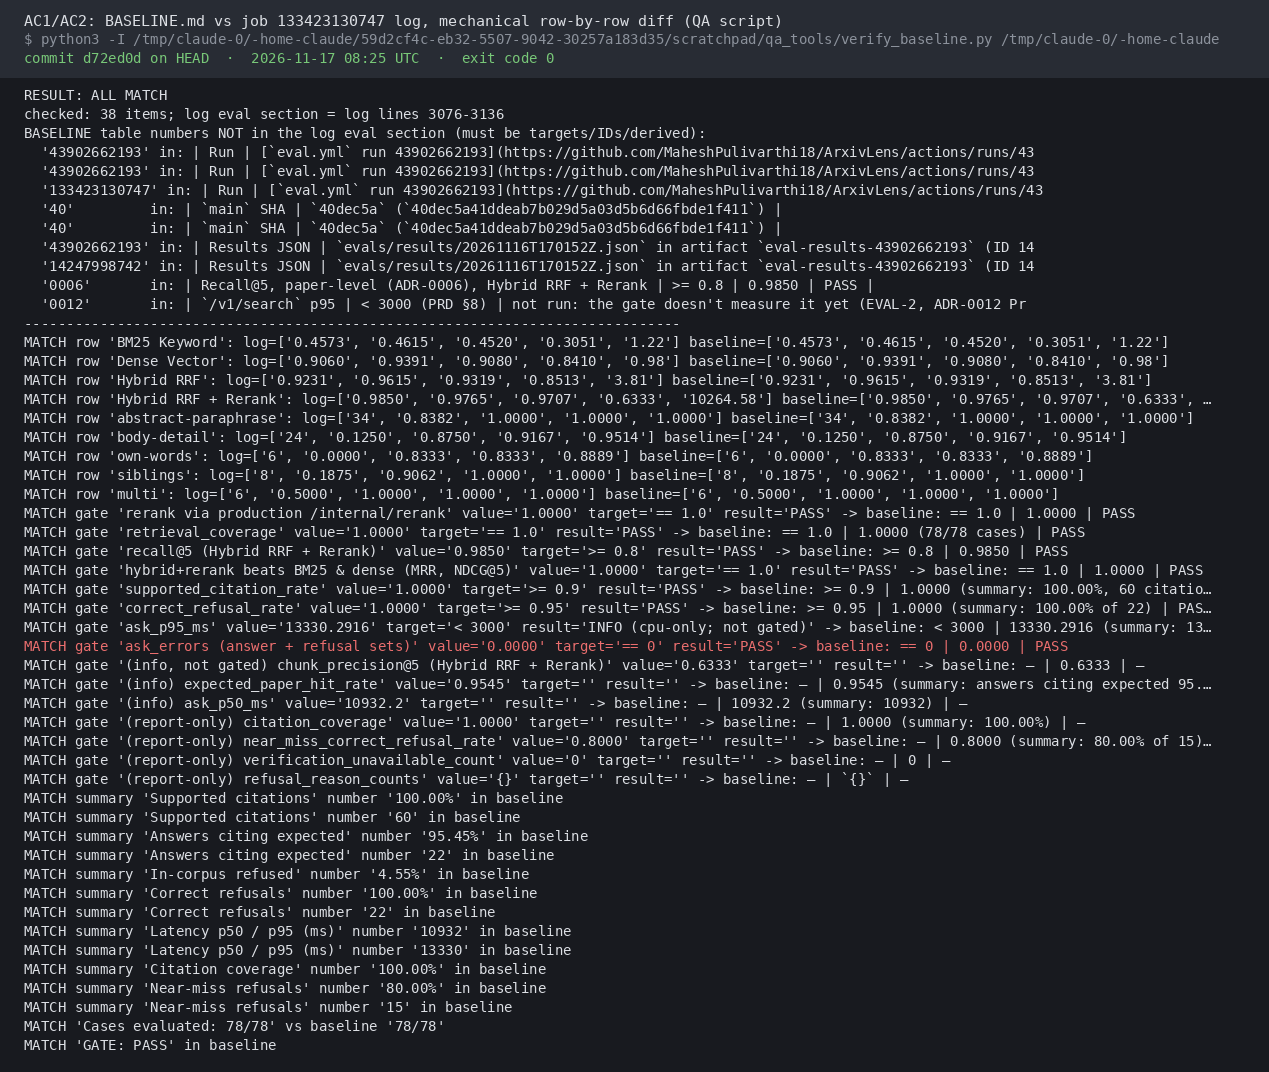 AC1/AC2: BASELINE.md vs job 133423130747 log, mechanical row-by-row diff (QA script)
$ python3 -I /tmp/claude-0/-home-claude/59d2cf4c-eb32-5507-9042-30257a183d35/scratchpad/qa_tools/verify_baseline.py /tmp/claude-0/-home-claude
commit d72ed0d on HEAD  ·  2026-11-17 08:25 UTC  ·  exit code 0
RESULT: ALL MATCH
checked: 38 items; log eval section = log lines 3076-3136
BASELINE table numbers NOT in the log eval section (must be targets/IDs/derived):
  '43902662193' in: | Run | [`eval.yml` run 43902662193](https://github.com/MaheshPulivarthi18/ArxivLens/actions/runs/43
  '43902662193' in: | Run | [`eval.yml` run 43902662193](https://github.com/MaheshPulivarthi18/ArxivLens/actions/runs/43
  '133423130747' in: | Run | [`eval.yml` run 43902662193](https://github.com/MaheshPulivarthi18/ArxivLens/actions/runs/43
  '40'         in: | `main` SHA | `40dec5a` (`40dec5a41ddeab7b029d5a03d5b6d66fbde1f411`) |
  '40'         in: | `main` SHA | `40dec5a` (`40dec5a41ddeab7b029d5a03d5b6d66fbde1f411`) |
  '43902662193' in: | Results JSON | `evals/results/20261116T170152Z.json` in artifact `eval-results-43902662193` (ID 14
  '14247998742' in: | Results JSON | `evals/results/20261116T170152Z.json` in artifact `eval-results-43902662193` (ID 14
  '0006'       in: | Recall@5, paper-level (ADR-0006), Hybrid RRF + Rerank | >= 0.8 | 0.9850 | PASS |
  '0012'       in: | `/v1/search` p95 | < 3000 (PRD §8) | not run: the gate doesn't measure it yet (EVAL-2, ADR-0012 Pr
------------------------------------------------------------------------------
MATCH row 'BM25 Keyword': log=['0.4573', '0.4615', '0.4520', '0.3051', '1.22'] baseline=['0.4573', '0.4615', '0.4520', '0.3051', '1.22']
MATCH row 'Dense Vector': log=['0.9060', '0.9391', '0.9080', '0.8410', '0.98'] baseline=['0.9060', '0.9391', '0.9080', '0.8410', '0.98']
MATCH row 'Hybrid RRF': log=['0.9231', '0.9615', '0.9319', '0.8513', '3.81'] baseline=['0.9231', '0.9615', '0.9319', '0.8513', '3.81']
MATCH row 'Hybrid RRF + Rerank': log=['0.9850', '0.9765', '0.9707', '0.6333', '10264.58'] baseline=['0.9850', '0.9765', '0.9707', '0.6333', …
MATCH row 'abstract-paraphrase': log=['34', '0.8382', '1.0000', '1.0000', '1.0000'] baseline=['34', '0.8382', '1.0000', '1.0000', '1.0000']
MATCH row 'body-detail': log=['24', '0.1250', '0.8750', '0.9167', '0.9514'] baseline=['24', '0.1250', '0.8750', '0.9167', '0.9514']
MATCH row 'own-words': log=['6', '0.0000', '0.8333', '0.8333', '0.8889'] baseline=['6', '0.0000', '0.8333', '0.8333', '0.8889']
MATCH row 'siblings': log=['8', '0.1875', '0.9062', '1.0000', '1.0000'] baseline=['8', '0.1875', '0.9062', '1.0000', '1.0000']
MATCH row 'multi': log=['6', '0.5000', '1.0000', '1.0000', '1.0000'] baseline=['6', '0.5000', '1.0000', '1.0000', '1.0000']
MATCH gate 'rerank via production /internal/rerank' value='1.0000' target='== 1.0' result='PASS' -> baseline: == 1.0 | 1.0000 | PASS
MATCH gate 'retrieval_coverage' value='1.0000' target='== 1.0' result='PASS' -> baseline: == 1.0 | 1.0000 (78/78 cases) | PASS
MATCH gate 'recall@5 (Hybrid RRF + Rerank)' value='0.9850' target='>= 0.8' result='PASS' -> baseline: >= 0.8 | 0.9850 | PASS
MATCH gate 'hybrid+rerank beats BM25 & dense (MRR, NDCG@5)' value='1.0000' target='== 1.0' result='PASS' -> baseline: == 1.0 | 1.0000 | PASS
MATCH gate 'supported_citation_rate' value='1.0000' target='>= 0.9' result='PASS' -> baseline: >= 0.9 | 1.0000 (summary: 100.00%, 60 citatio…
MATCH gate 'correct_refusal_rate' value='1.0000' target='>= 0.95' result='PASS' -> baseline: >= 0.95 | 1.0000 (summary: 100.00% of 22) | PAS…
MATCH gate 'ask_p95_ms' value='13330.2916' target='< 3000' result='INFO (cpu-only; not gated)' -> baseline: < 3000 | 13330.2916 (summary: 13…
MATCH gate 'ask_errors (answer + refusal sets)' value='0.0000' target='== 0' result='PASS' -> baseline: == 0 | 0.0000 | PASS
MATCH gate '(info, not gated) chunk_precision@5 (Hybrid RRF + Rerank)' value='0.6333' target='' result='' -> baseline: — | 0.6333 | —
MATCH gate '(info) expected_paper_hit_rate' value='0.9545' target='' result='' -> baseline: — | 0.9545 (summary: answers citing expected 95.…
MATCH gate '(info) ask_p50_ms' value='10932.2' target='' result='' -> baseline: — | 10932.2 (summary: 10932) | —
MATCH gate '(report-only) citation_coverage' value='1.0000' target='' result='' -> baseline: — | 1.0000 (summary: 100.00%) | —
MATCH gate '(report-only) near_miss_correct_refusal_rate' value='0.8000' target='' result='' -> baseline: — | 0.8000 (summary: 80.00% of 15)…
MATCH gate '(report-only) verification_unavailable_count' value='0' target='' result='' -> baseline: — | 0 | —
MATCH gate '(report-only) refusal_reason_counts' value='{}' target='' result='' -> baseline: — | `{}` | —
MATCH summary 'Supported citations' number '100.00%' in baseline
MATCH summary 'Supported citations' number '60' in baseline
MATCH summary 'Answers citing expected' number '95.45%' in baseline
MATCH summary 'Answers citing expected' number '22' in baseline
MATCH summary 'In-corpus refused' number '4.55%' in baseline
MATCH summary 'Correct refusals' number '100.00%' in baseline
MATCH summary 'Correct refusals' number '22' in baseline
MATCH summary 'Latency p50 / p95 (ms)' number '10932' in baseline
MATCH summary 'Latency p50 / p95 (ms)' number '13330' in baseline
MATCH summary 'Citation coverage' number '100.00%' in baseline
MATCH summary 'Near-miss refusals' number '80.00%' in baseline
MATCH summary 'Near-miss refusals' number '15' in baseline
MATCH 'Cases evaluated: 78/78' vs baseline '78/78'
MATCH 'GATE: PASS' in baseline